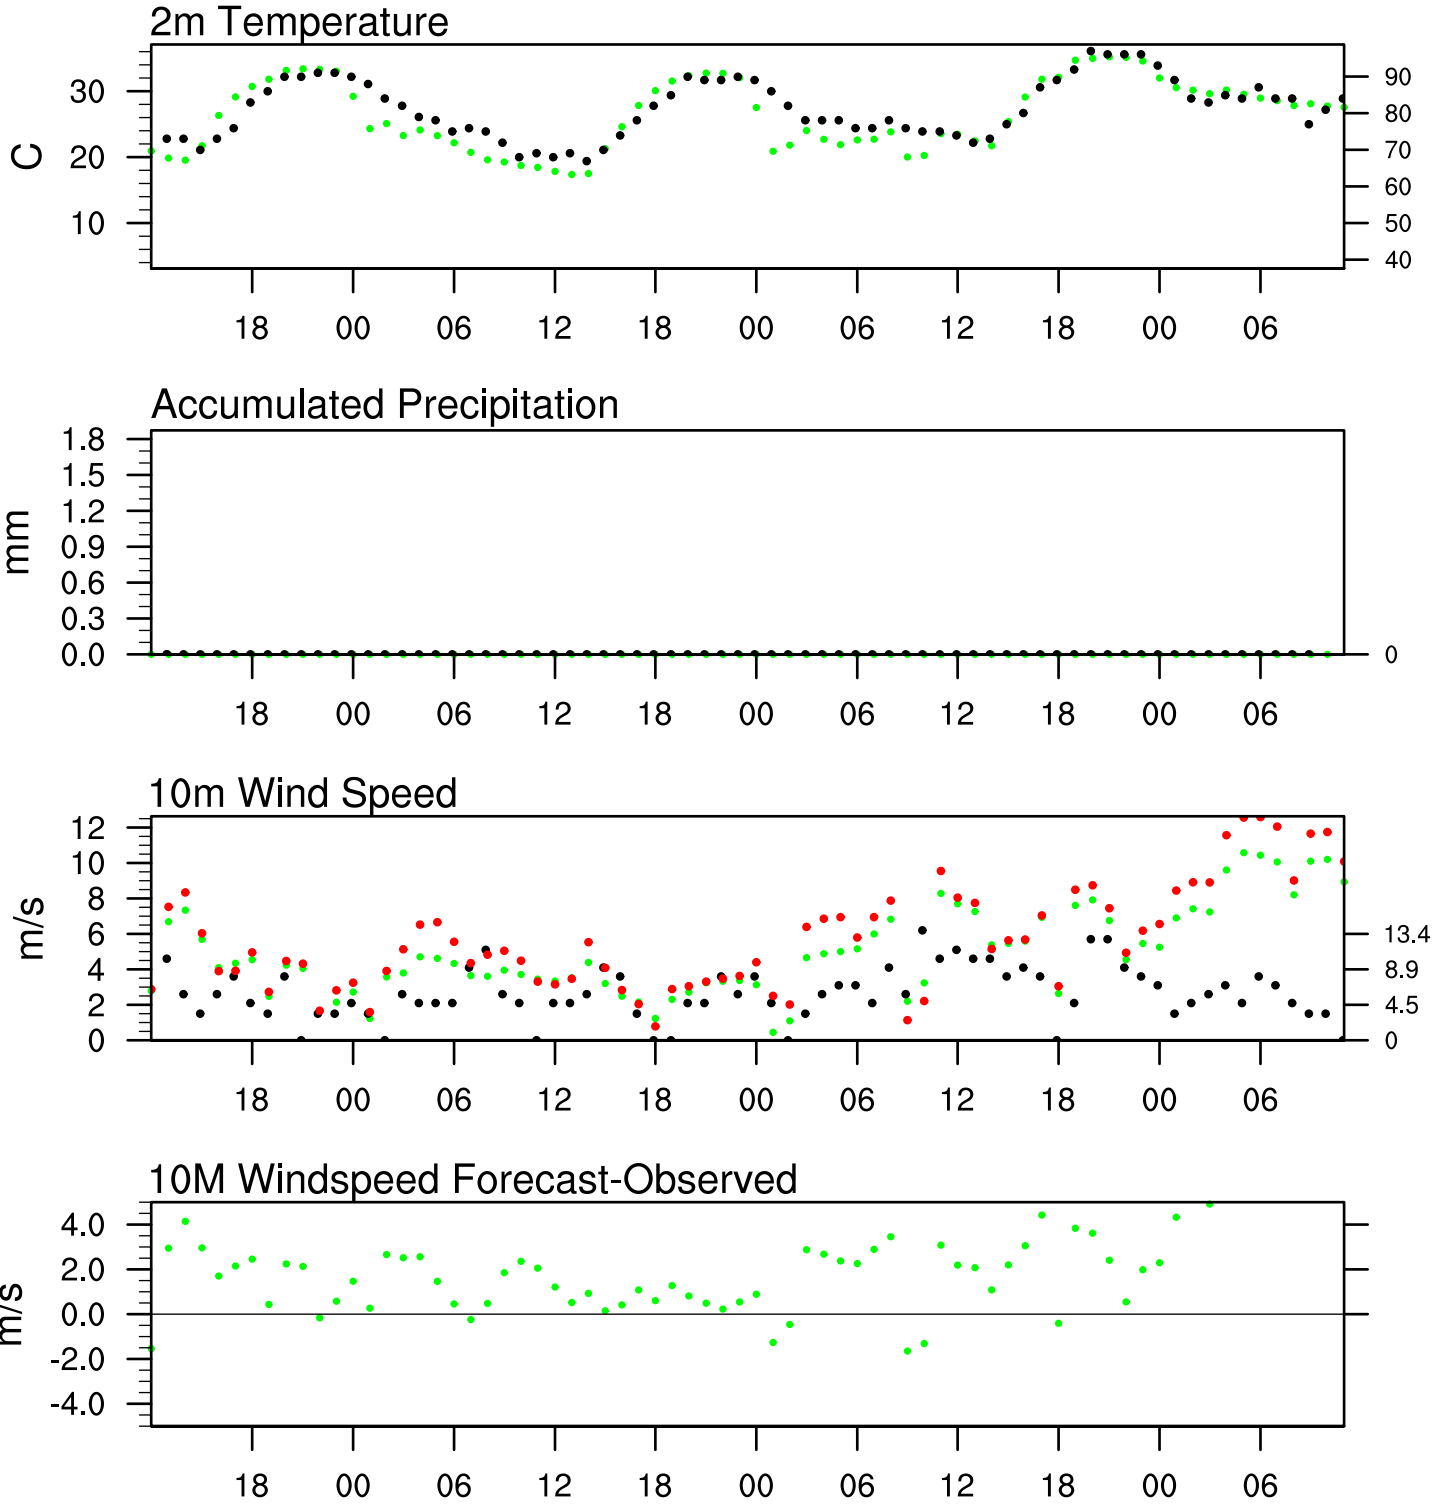 2m Temperature
30
20
10
C
90
80
70
60
50
40
18 00 06 12 18 00 06 12 18 00 06
Accumulated Precipitation
1.8
1.5
1.2
0.9
0.6
0.3
0.0
mm
0
18 00 06 12 18 00 06 12 18 00 06
10m Wind Speed
12
10
8
6
4
2
0
m/s
13.4
8.9
4.5
0
18 00 06 12 18 00 06 12 18 00 06
10M Windspeed Forecast-Observed
4.0
2.0
0.0
-2.0
-4.0
m/s
18 00 06 12 18 00 06 12 18 00 06